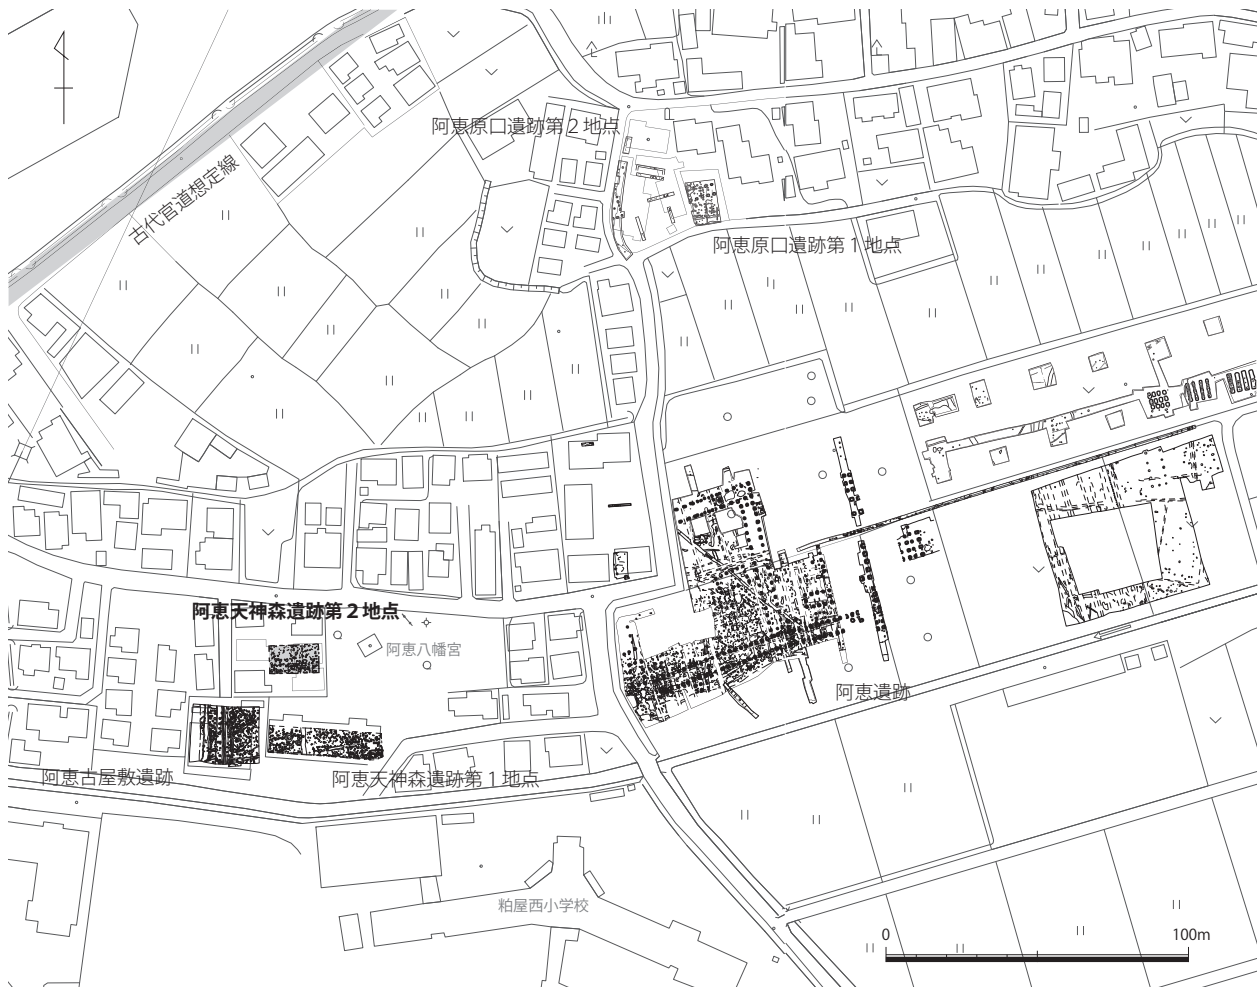 阿恵原口遺跡第2地点
古代官道想定線
阿恵原口遺跡第1地点
阿恵天神森遺跡第2地点
阿恵八幡宮
阿恵遺跡
阿恵古屋敷遺跡
阿恵天神森遺跡第1地点
粕屋西小学校
0
100m